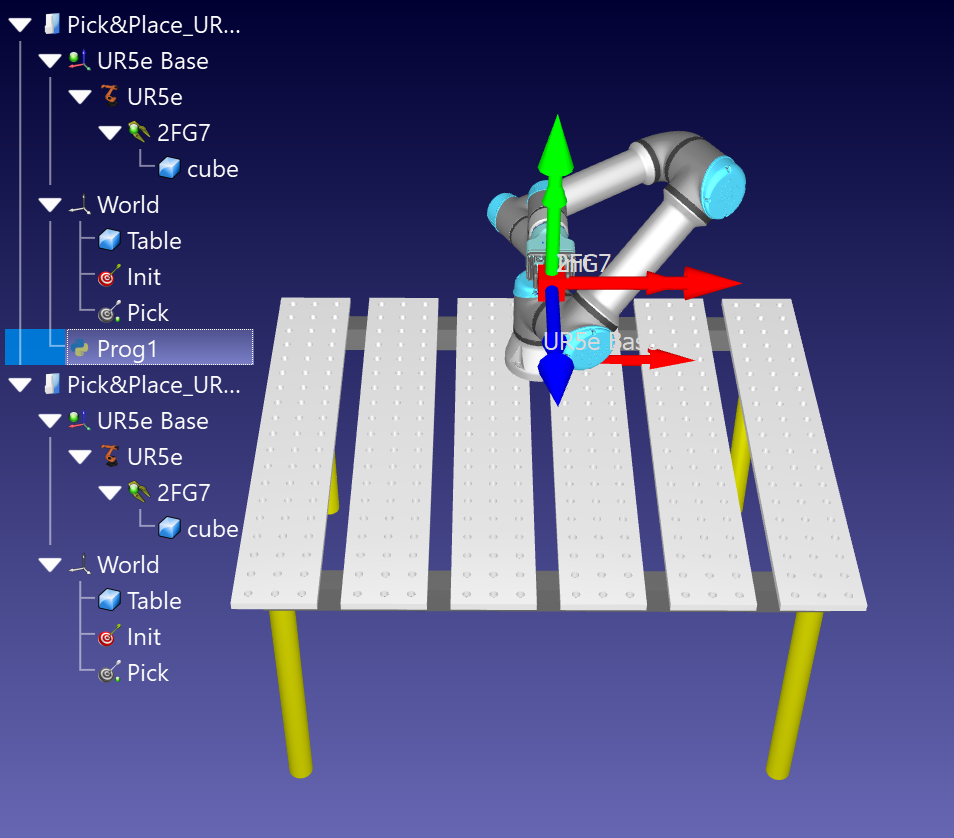 Pick&Place_UR...
UR5e Base
UR5e
2FG7
cube
World
Table
Init
Pick
Prog1
Pick&Place_UR...
UR5e Base
UR5e
2FG7
cube
World
Table
Init
Pick
2FG7
UR5e Bas